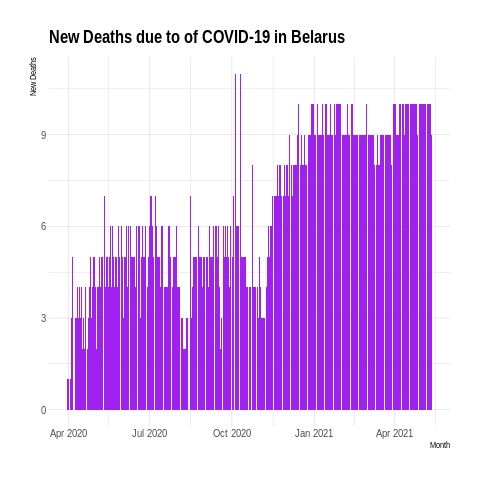 New Deaths due to of COVID-19 in Belarus
New Deaths
9
6
3
0
Apr 2020 Jul 2020 Oct 2020 Jan 2021 Apr 2021
Month